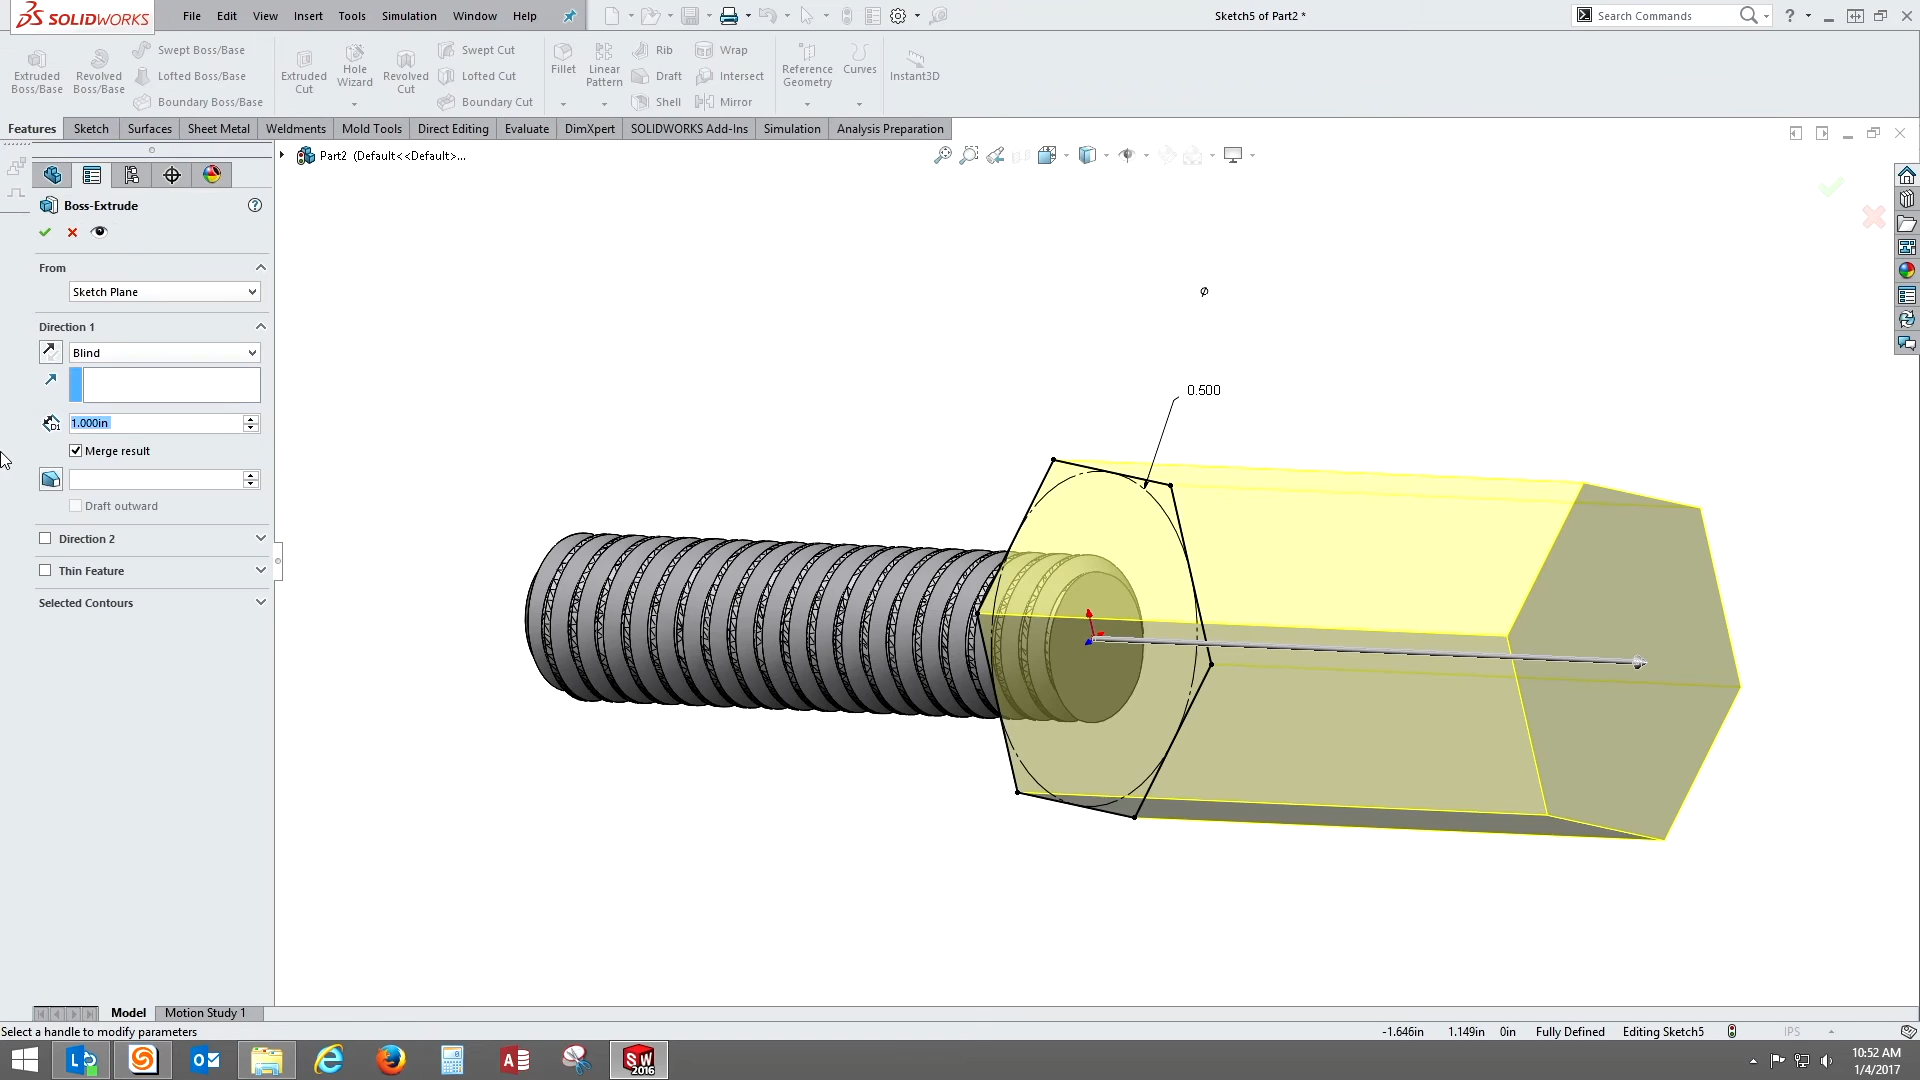 SOLIDWORKS File Edit View Insert Tools Simulation Window Help Sketch5 of Part2 * Search Commands ?
Extruded Boss/Base
Revolved Boss/Base
Swept Boss/Base
Lofted Boss/Base
Boundary Boss/Base
Extruded Cut
Hole Wizard
Revolved Cut
Swept Cut
Lofted Cut
Boundary Cut
Fillet
Linear Pattern
Rib
Draft
Shell
Wrap
Intersect
Mirror
Reference Geometry
Curves
Instant3D
Features Sketch Surfaces Sheet Metal Weldments Mold Tools Direct Editing Evaluate DimXpert SOLIDWORKS Add-Ins Simulation Analysis Preparation
Part2 (Default<<Default>...
Boss-Extrude ?
From
Sketch Plane
Direction 1
Blind
D1 1.000in
Merge result
Draft outward
Direction 2
Thin Feature
Selected Contours
0.500
Model Motion Study 1
Select a handle to modify parameters -1.646in 1.149in 0in Fully Defined Editing Sketch5 IPS
SW 2016
10:52 AM
1/4/2017